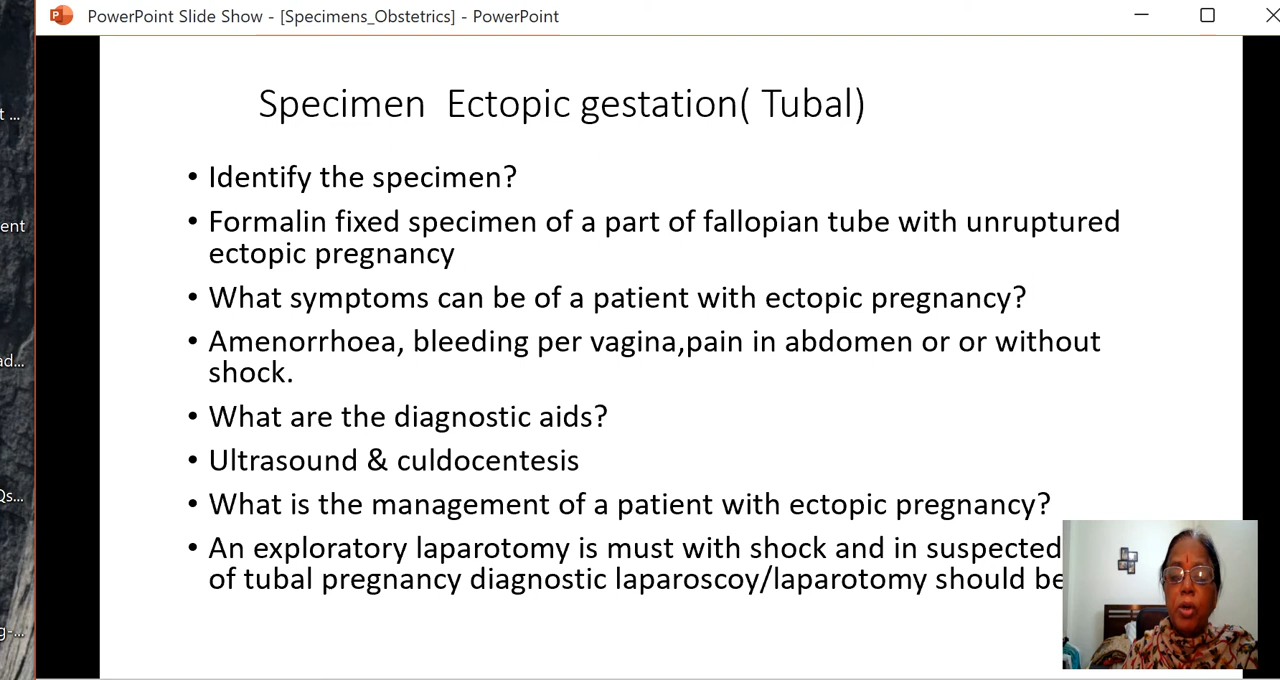 PowerPoint Slide Show - [Specimens_Obstetrics] - PowerPoint
Specimen Ectopic gestation( Tubal)
• Identify the specimen?
• Formalin fixed specimen of a part of fallopian tube with unruptured
ectopic pregnancy
• What symptoms can be of a patient with ectopic pregnancy?
• Amenorrhoea, bleeding per vagina,pain in abdomen or or without
shock.
• What are the diagnostic aids?
• Ultrasound & culdocentesis
• What is the management of a patient with ectopic pregnancy?
• An exploratory laparotomy is must with shock and in suspected
of tubal pregnancy diagnostic laparoscoy/laparotomy should be
t ...
ent
ad...
Qs...
g-...